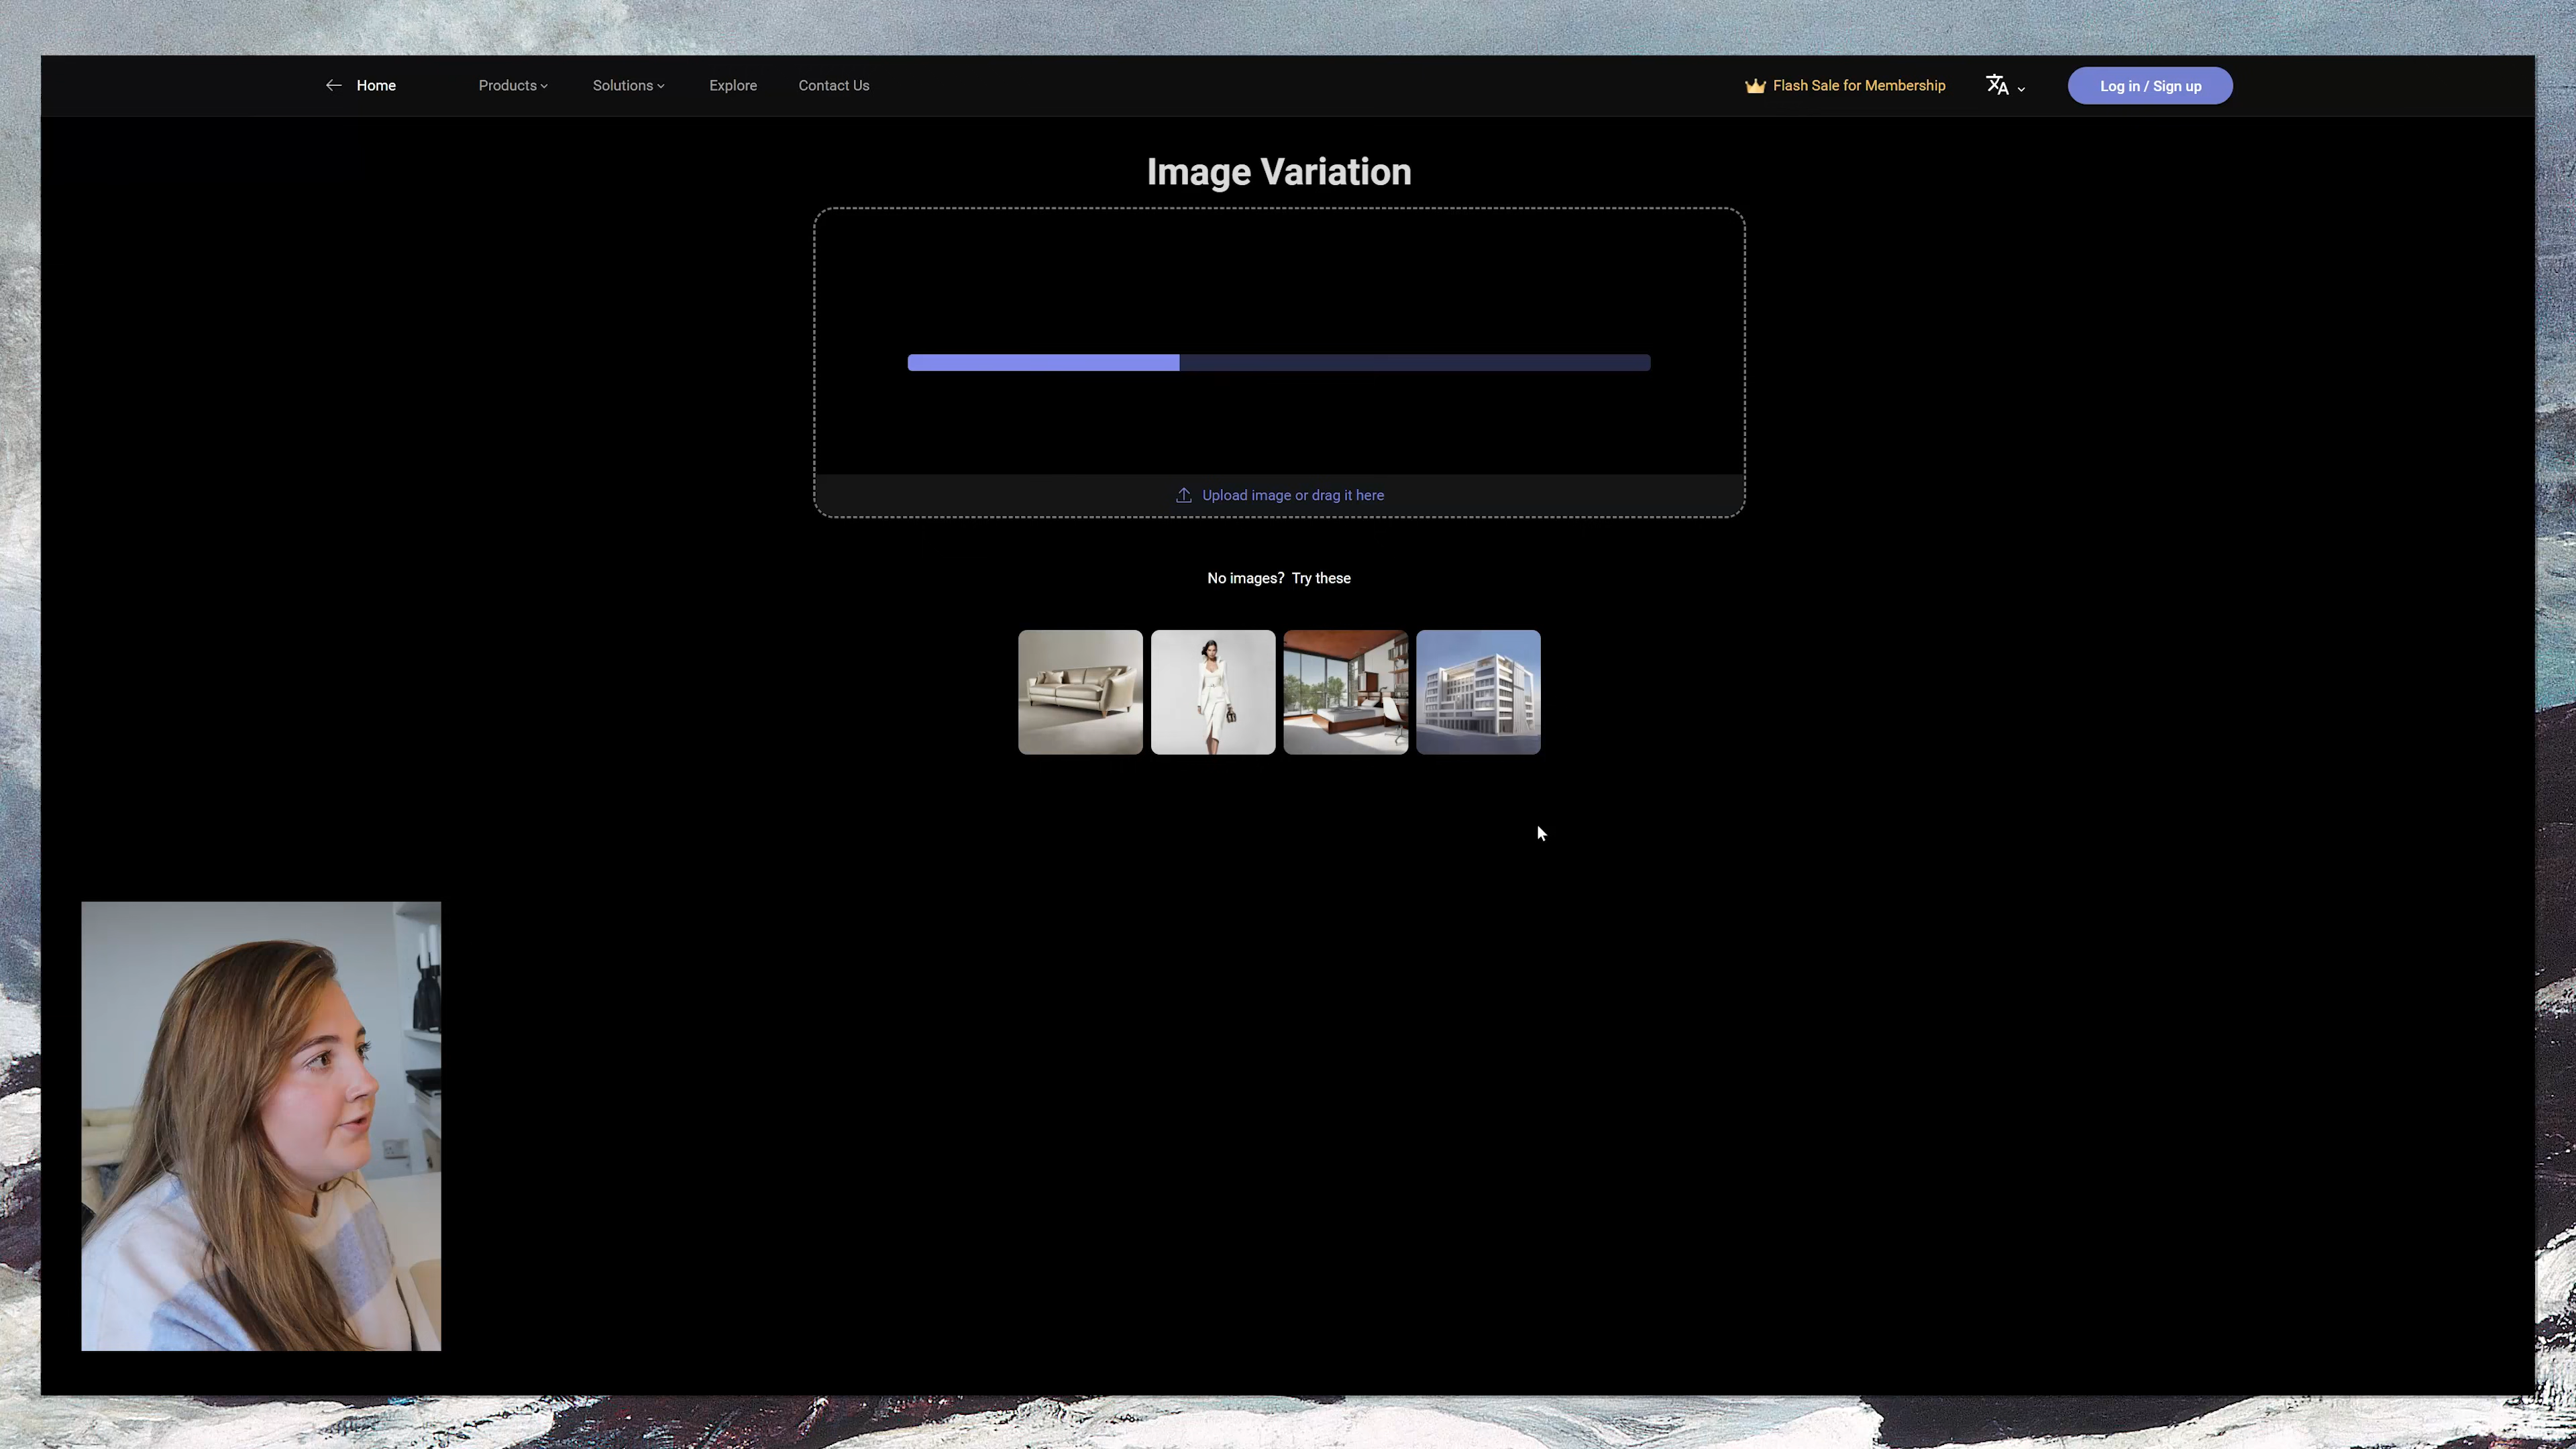 Home
Products
Solutions
Explore
Contact Us
Flash Sale for Membership
Log in / Sign up
Image Variation
Upload image or drag it here
No images? Try these